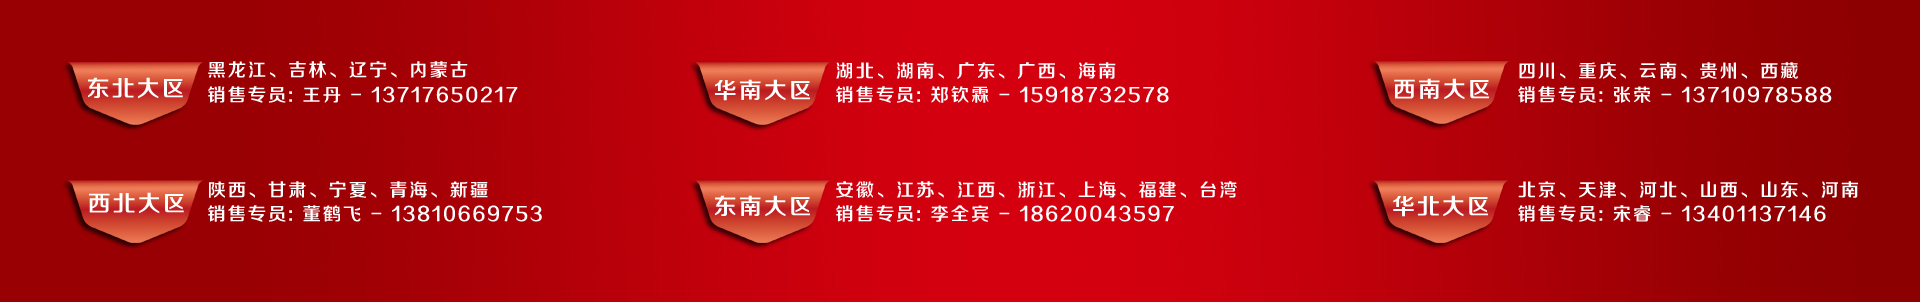 东北大区
黑龙江、吉林、辽宁、内蒙古
销售专员: 王丹 - 13717650217
华南大区
湖北、湖南、广东、广西、海南
销售专员: 郑钦霖 - 15918732578
西南大区
四川、重庆、云南、贵州、西藏
销售专员: 张荣 - 13710978588
西北大区
陕西、甘肃、宁夏、青海、新疆
销售专员: 董鹤飞 - 13810669753
东南大区
安徽、江苏、江西、浙江、上海、福建、台湾
销售专员: 李全宾 - 18620043597
华北大区
北京、天津、河北、山西、山东、河南
销售专员: 宋睿 - 13401137146